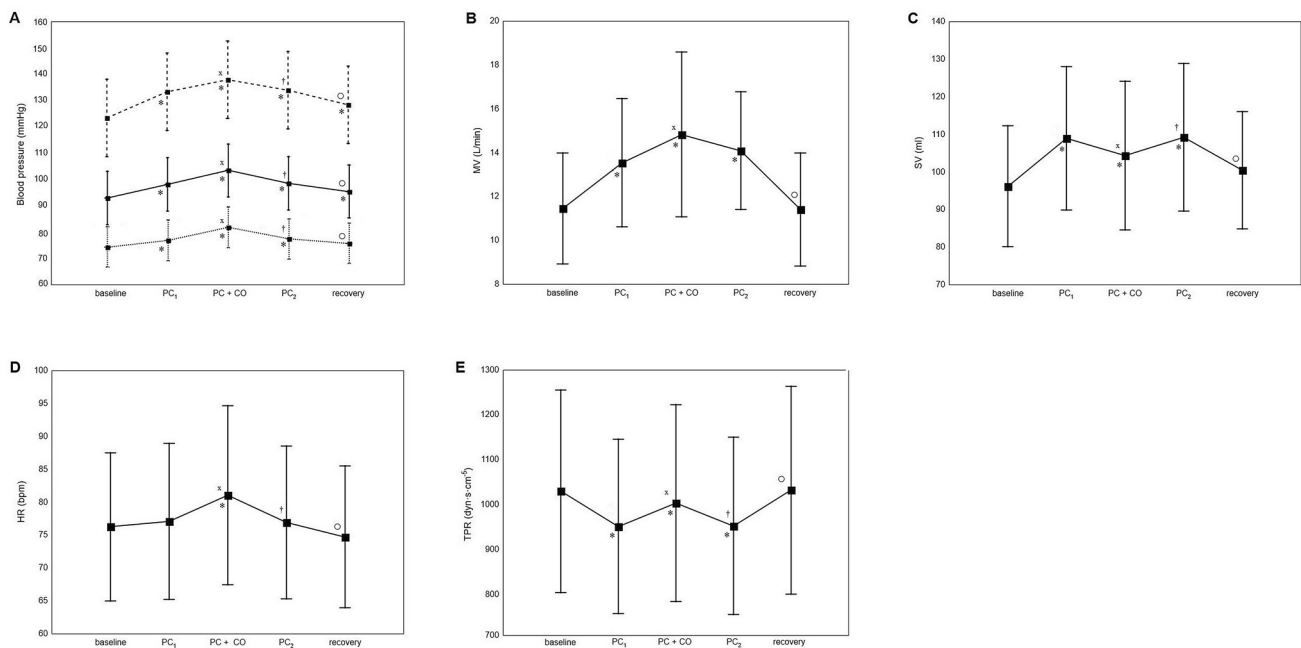 A
Blood pressure (mmHg)
160
150
140
130
120
110
100
90
80
70
60
x
†
○
* * * *
x
†
○
* * * *
x
†
○
* * *
baseline PC1 PC + CO PC2 recovery
B
MV (L/min)
20
18
16
14
12
10
8
x
○
* * *
baseline PC1 PC + CO PC2 recovery
C
SV (ml)
140
130
120
110
100
90
80
70
†
x
○
* * *
baseline PC1 PC + CO PC2 recovery
D
HR (bpm)
100
95
90
85
80
75
70
65
60
x
*
†
○
baseline PC1 PC + CO PC2 recovery
E
TPR (dyn·s·cm-5)
1300
1200
1100
1000
900
800
700
○
x
†
* * *
baseline PC1 PC + CO PC2 recovery